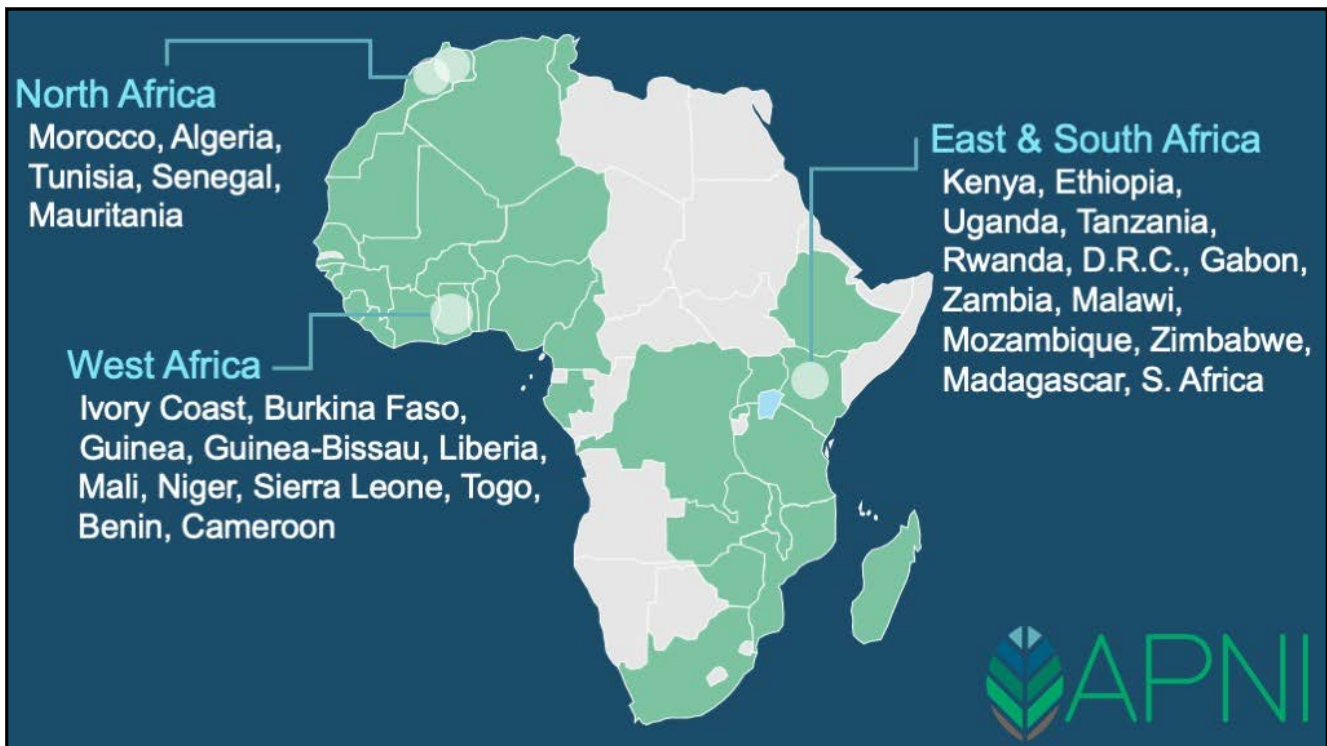 North Africa
Morocco, Algeria,
Tunisia, Senegal,
Mauritania
West Africa
Ivory Coast, Burkina Faso,
Guinea, Guinea-Bissau, Liberia,
Mali, Niger, Sierra Leone, Togo,
Benin, Cameroon
East & South Africa
Kenya, Ethiopia,
Uganda, Tanzania,
Rwanda, D.R.C., Gabon,
Zambia, Malawi,
Mozambique, Zimbabwe,
Madagascar, S. Africa
APNI